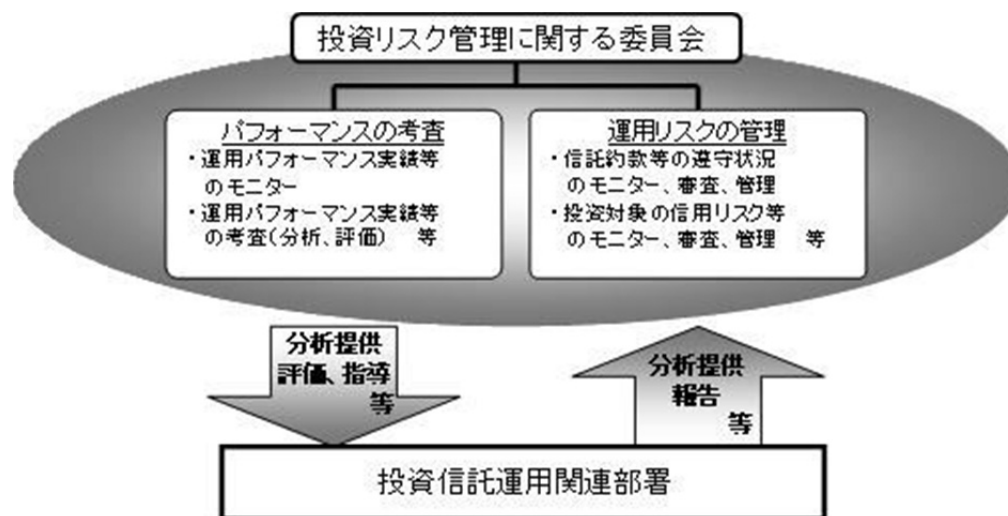 投資リスク管理に関する委員会
パフォーマンスの考査
・運用パフォーマンス実績等
のモニター
・運用パフォーマンス実績等
の考査(分析、評価)　等
運用リスクの管理
・信託約款等の遵守状況
のモニター、審査、管理
・投資対象の信用リスク等
のモニター、審査、管理　等
分析提供
評価、指導
等
分析提供
報告
等
投資信託運用関連部署